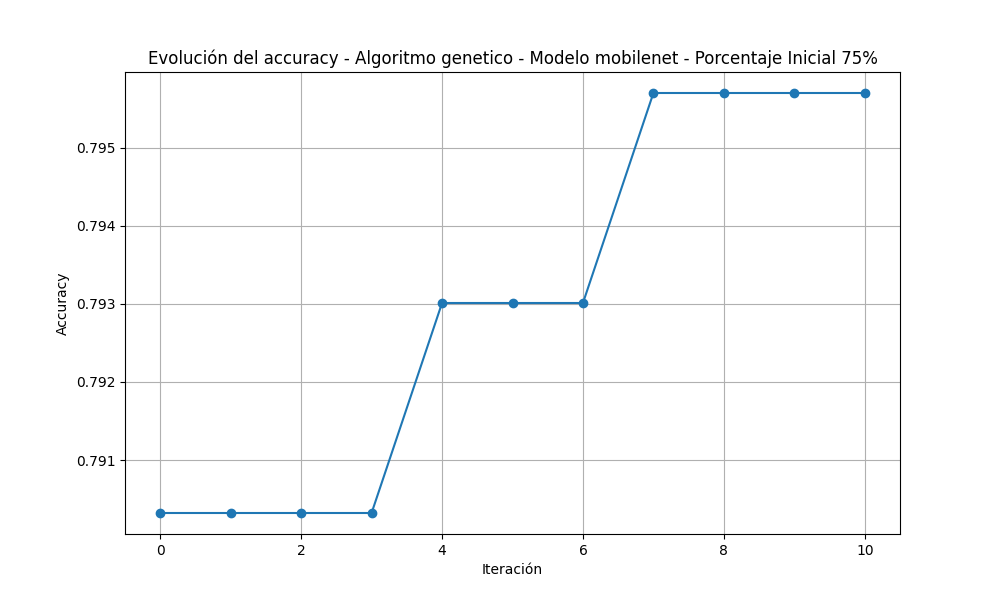 Evolución del accuracy - Algoritmo genetico - Modelo mobilenet - Porcentaje Inicial 75%
0.795
0.794
0.793
0.792
0.791
Accuracy
0 2 4 6 8 10
Iteración